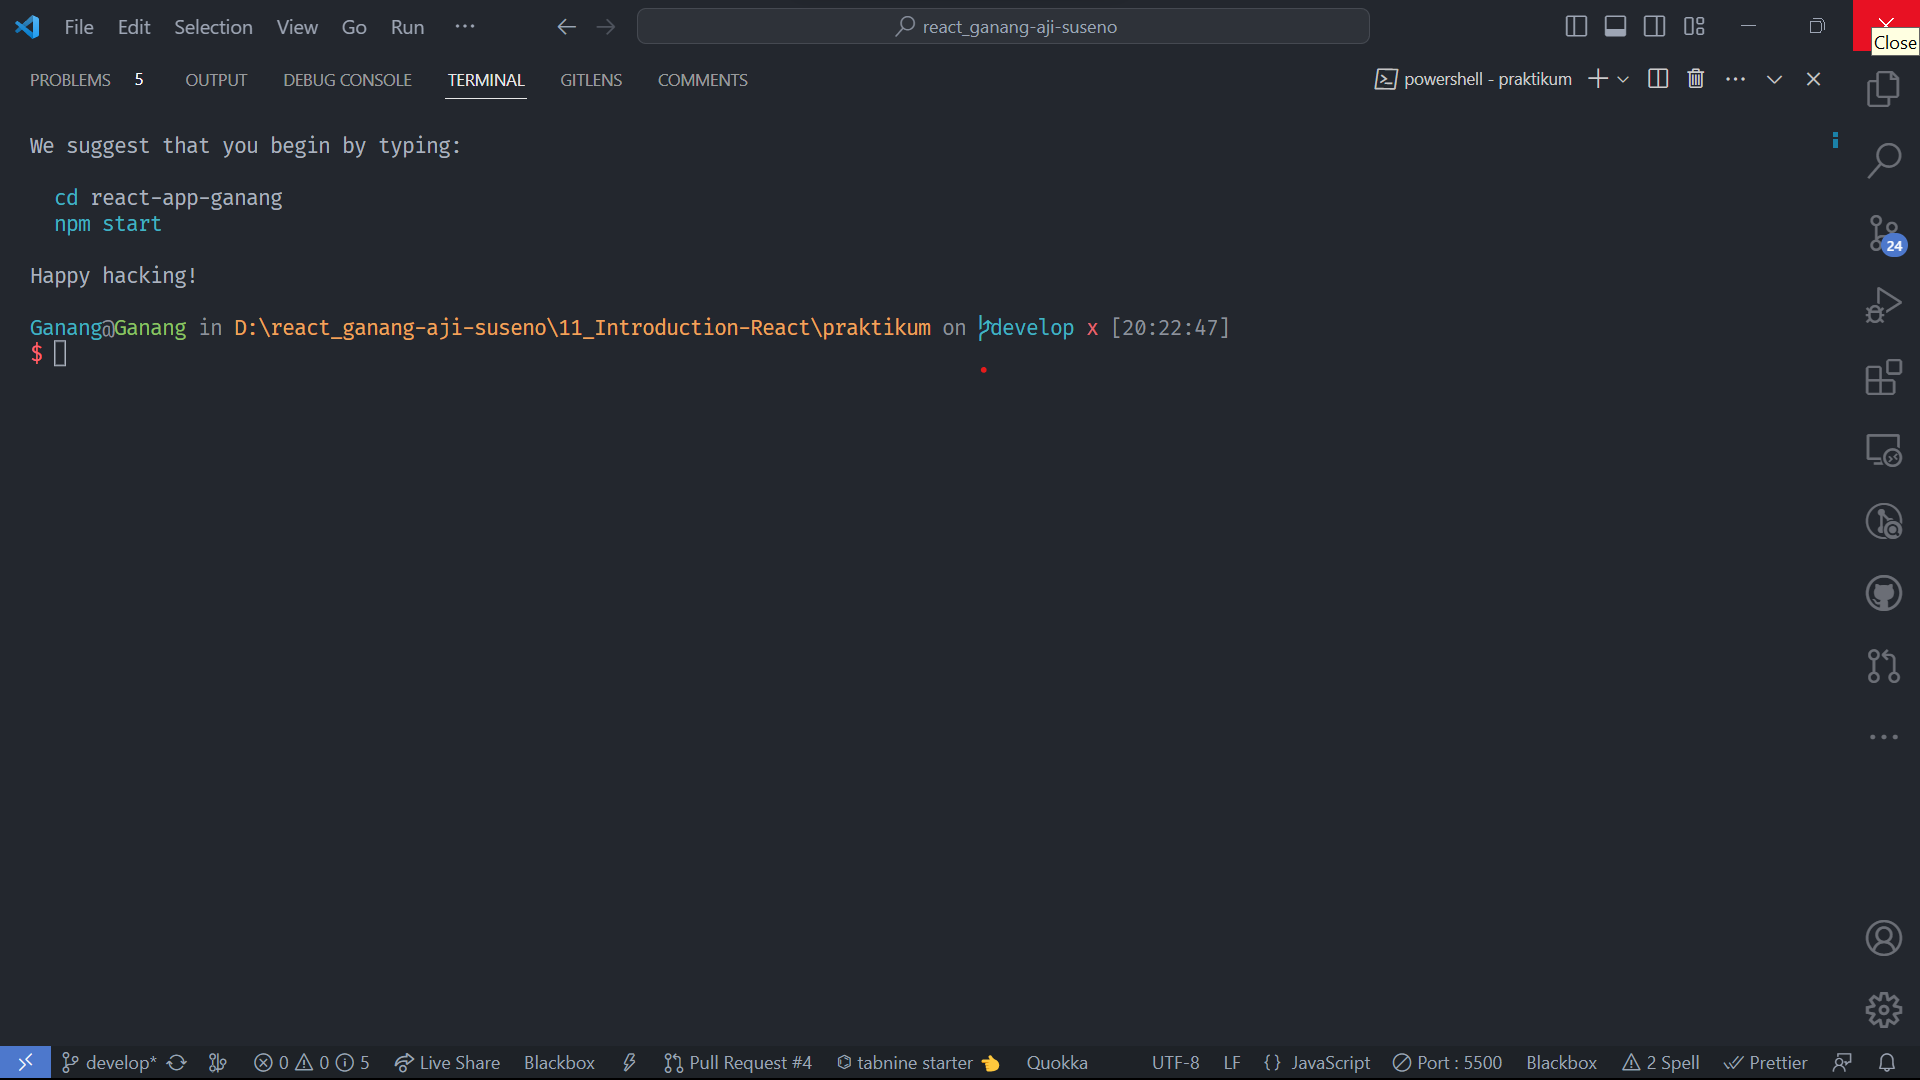 File Edit Selection View Go Run ··· react_ganang-aji-suseno
Close
PROBLEMS 5 OUTPUT DEBUG CONSOLE TERMINAL GITLENS COMMENTS powershell - praktikum
We suggest that you begin by typing:
cd react-app-ganang
npm start
Happy hacking!
Ganang@Ganang in D:\react_ganang-aji-suseno\11_Introduction-React\praktikum on develop x [20:22:47]
$
24
develop* 0 0 5 Live Share Blackbox Pull Request #4 tabnine starter Quokka UTF-8 LF {} JavaScript Port : 5500 Blackbox 2 Spell Prettier